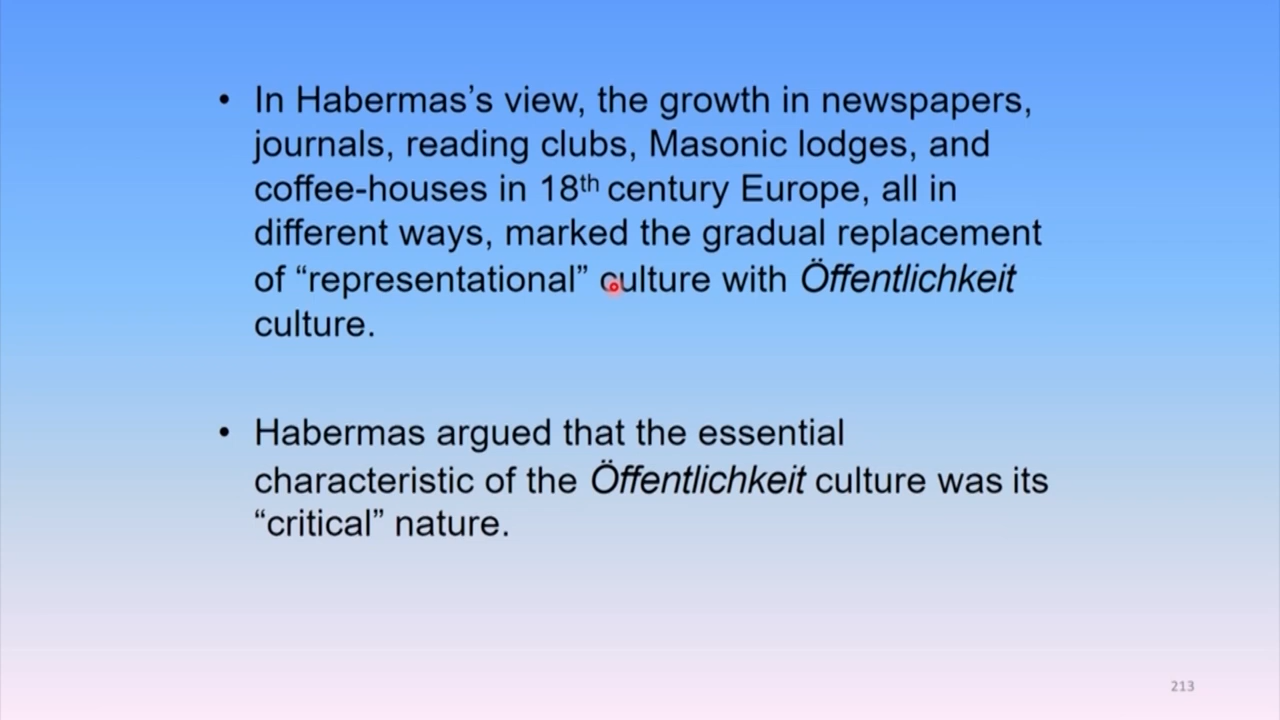 • In Habermas’s view, the growth in newspapers,
journals, reading clubs, Masonic lodges, and
coffee-houses in 18th century Europe, all in
different ways, marked the gradual replacement
of “representational” culture with Öffentlichkeit
culture.
• Habermas argued that the essential
characteristic of the Öffentlichkeit culture was its
“critical” nature.
213